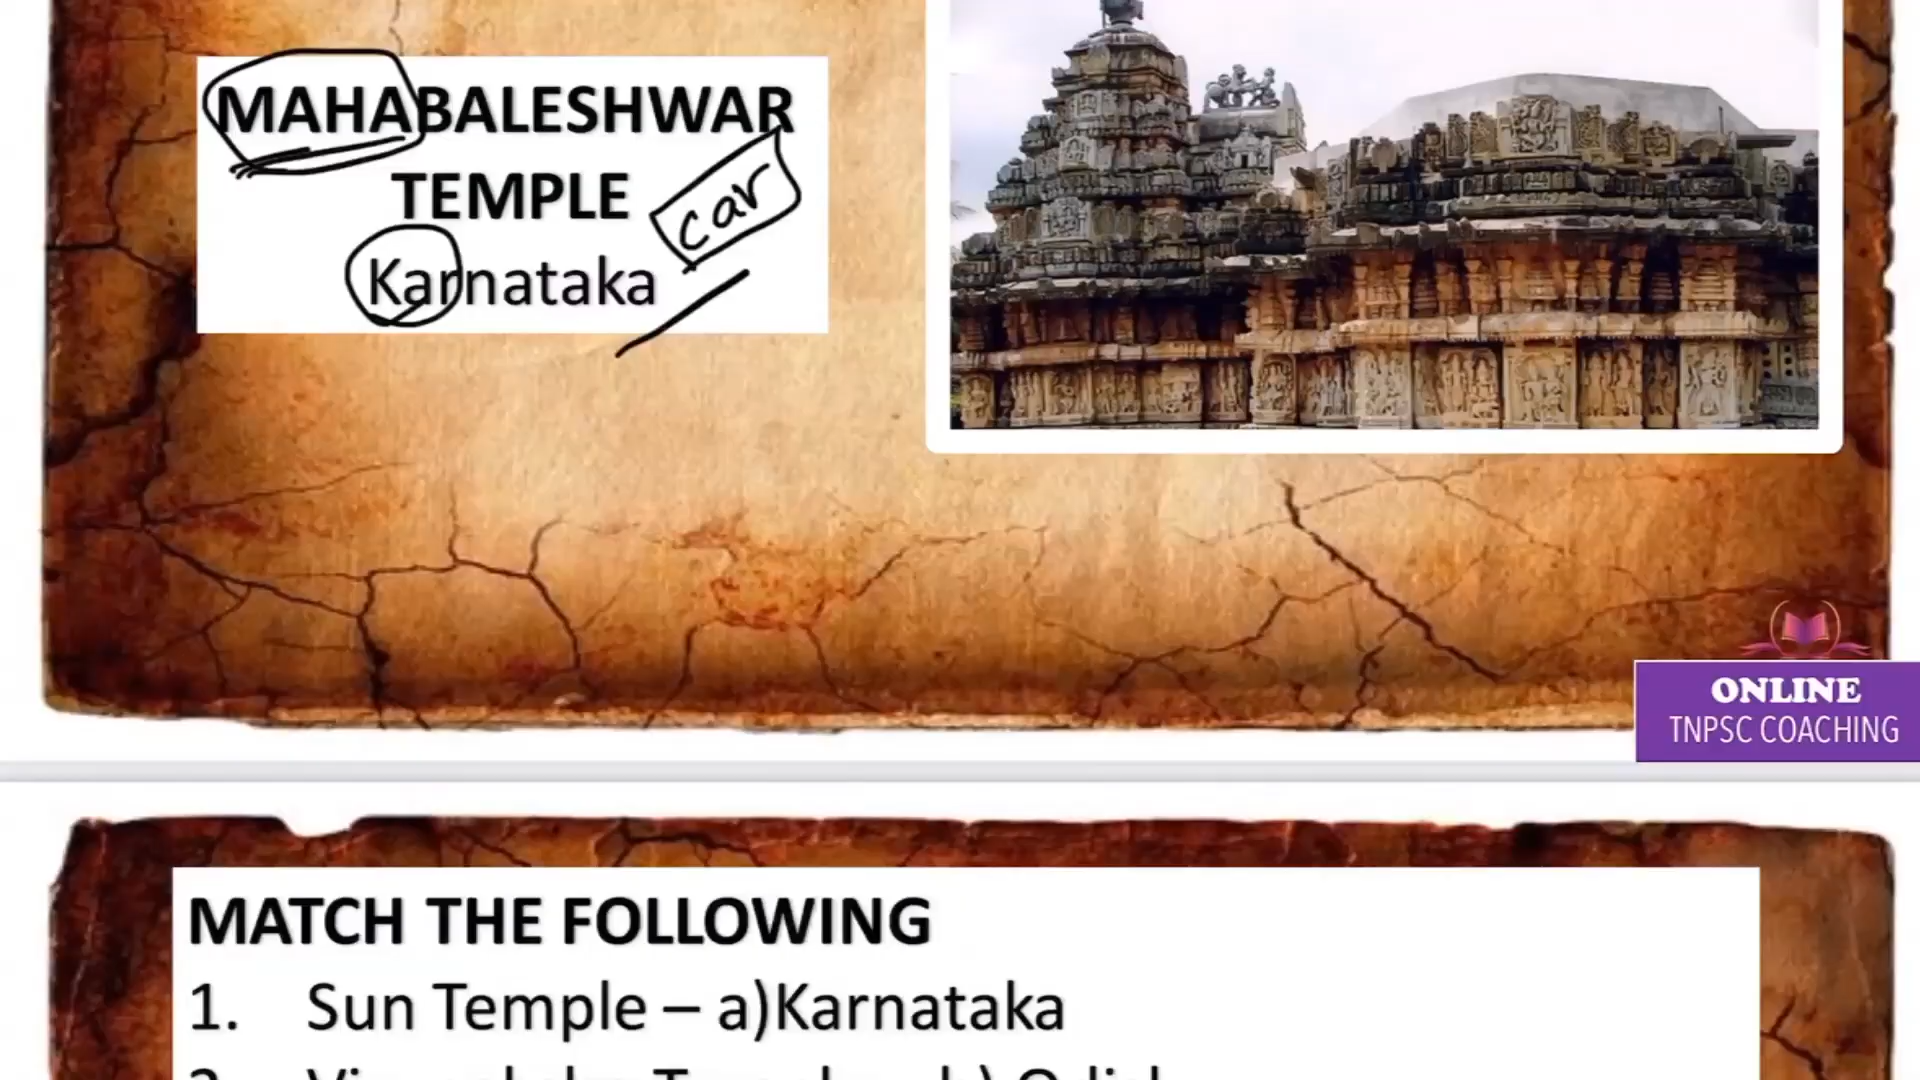 MAHABALESHWAR
TEMPLE
car
Karnataka
ONLINE
TNPSC COACHING
MATCH THE FOLLOWING
1. Sun Temple – a)Karnataka